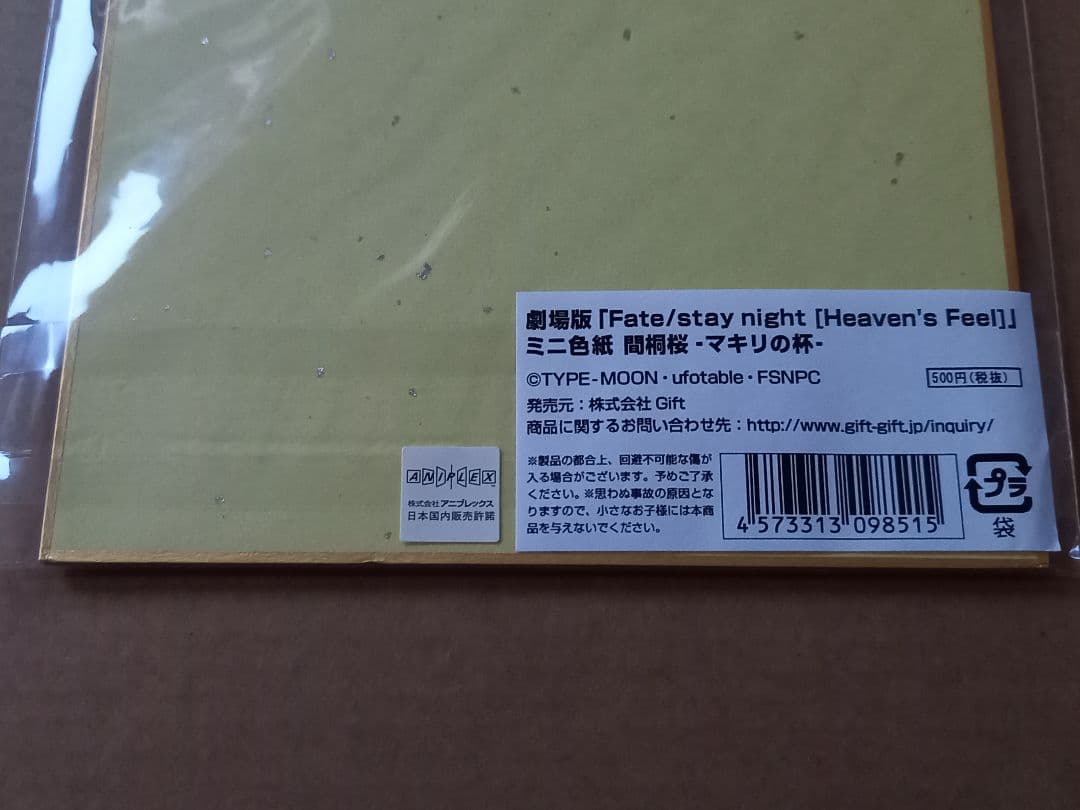 劇場版「Fate/stay night [Heaven's Feel]」
ミニ色紙 間桐桜 -マキリの杯-
©TYPE-MOON・ufotable・FSNPC
500円(税抜)
発売元：株式会社Gift
商品に関するお問い合わせ先：http://www.gift-gift.jp/inquiry/
※製品の都合上、回避不可能な傷が
入る場合がございます。予めご了承
ください。※思わぬ事故の原因とな
りますので、小さなお子様には本商
品を与えないでください。
4 573313 098515
プラ
袋
ANIPLEX
株式会社アニプレックス
日本国内販売許諾